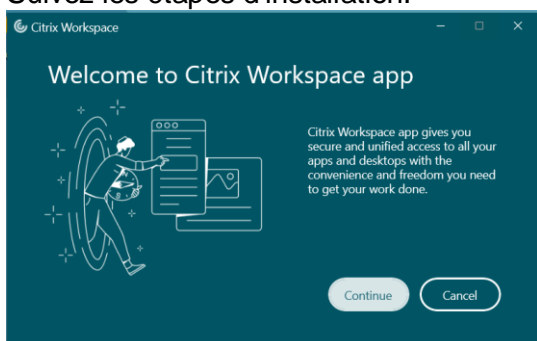 Suivez les étapes d'installation.
Citrix Workspace
Welcome to Citrix Workspace app
Citrix Workspace app gives you
secure and unified access to all your
apps and desktops with the
convenience and freedom you need
to get your work done.
Continue
Cancel